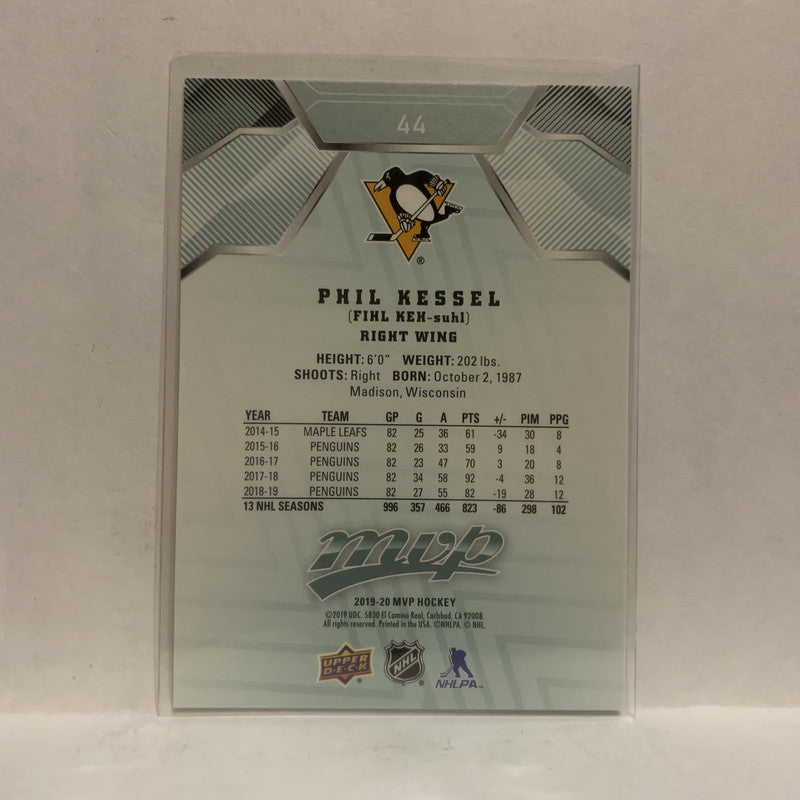 44
®
PHIL KESSEL
(FIHL KEH-suhl)
RIGHT WING
HEIGHT: 6'0" WEIGHT: 202 lbs.
SHOOTS: Right BORN: October 2, 1987
Madison, Wisconsin
YEAR TEAM GP G A PTS +/- PIM PPG
2014-15 MAPLE LEAFS 82 25 36 61 -34 30 8
2015-16 PENGUINS 82 26 33 59 9 18 4
2016-17 PENGUINS 82 23 47 70 3 20 8
2017-18 PENGUINS 82 34 58 92 -4 36 12
2018-19 PENGUINS 82 27 55 82 -19 28 12
13 NHL SEASONS 996 357 466 823 -86 298 102
mvp
2019-20 MVP HOCKEY
©2019 UDC. 5830 El Camino Real, Carlsbad, CA 92008.
All rights reserved. Printed in the USA. ©NHLPA. © NHL.
UPPER DECK ® NHL ® NHLPA™